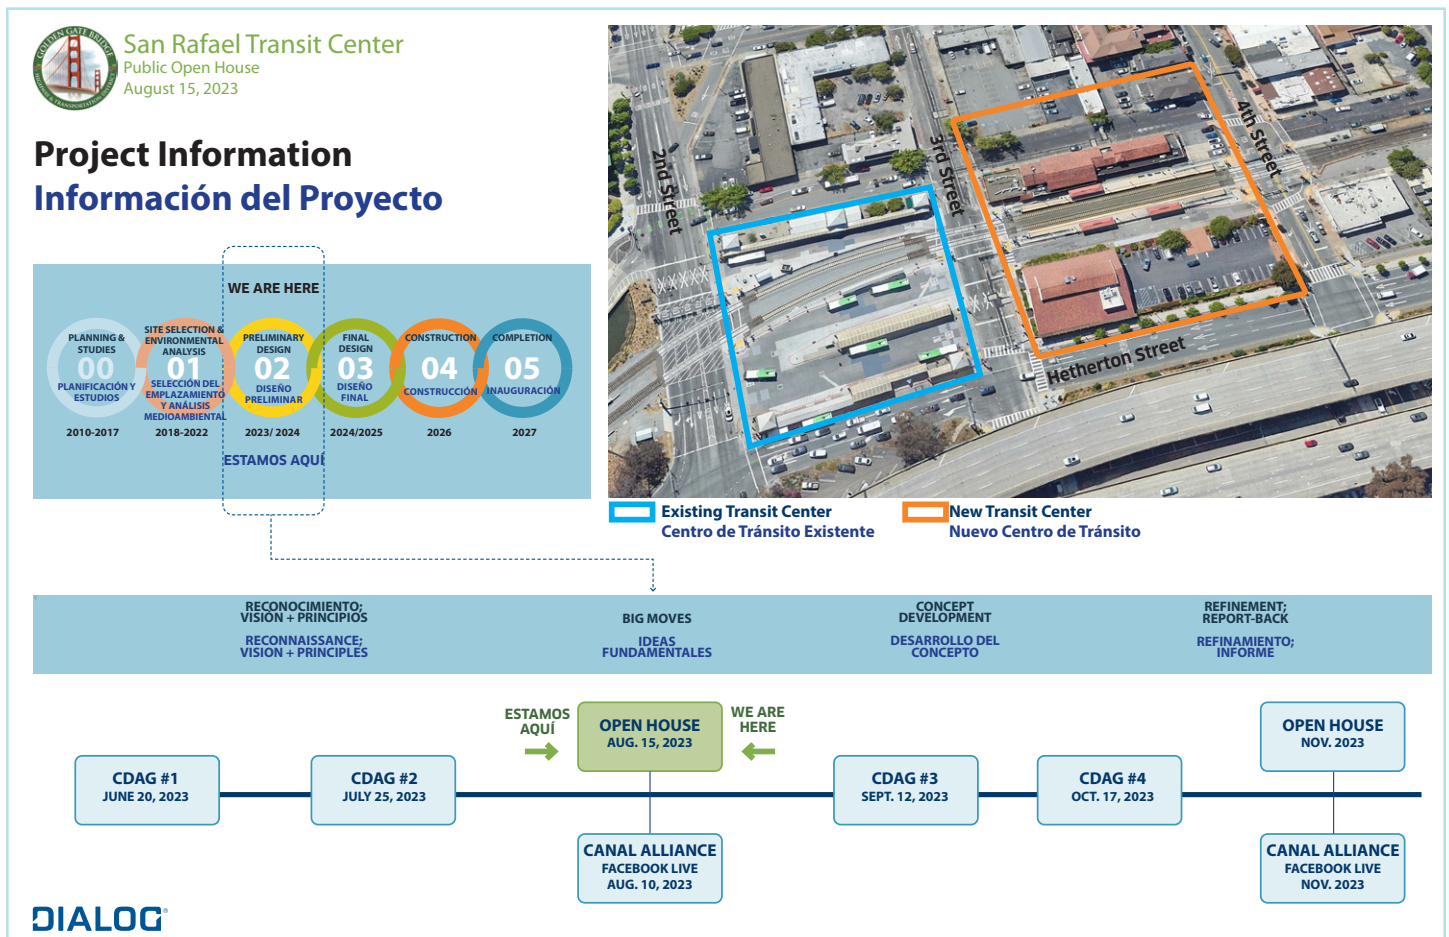 GOLDEN GATE BRIDGE
HIGHWAY & TRANSPORTATION DISTRICT
San Rafael Transit Center
Public Open House
August 15, 2023
Project Information
Información del Proyecto
WE ARE HERE
PLANNING &
STUDIES
00
PLANIFICACIÓN Y
ESTUDIOS
2010-2017
SITE SELECTION &
ENVIRONMENTAL
ANALYSIS
01
SELECCIÓN DEL
EMPLAZAMIENTO
Y ANÁLISIS
MEDIOAMBIENTAL
2018-2022
PRELIMINARY
DESIGN
02
DISEÑO
PRELIMINAR
2023/ 2024
FINAL
DESIGN
03
DISEÑO
FINAL
2024/2025
CONSTRUCTION
04
CONSTRUCCIÓN
2026
COMPLETION
05
INAUGURACIÓN
2027
ESTAMOS AQUÍ
2nd Street
3rd Street
4th Street
Hetherton Street
Existing Transit Center
Centro de Tránsito Existente
New Transit Center
Nuevo Centro de Tránsito
RECONOCIMIENTO;
VISIÓN + PRINCIPIOS
RECONNAISSANCE;
VISION + PRINCIPLES
BIG MOVES
IDEAS
FUNDAMENTALES
CONCEPT
DEVELOPMENT
DESARROLLO DEL
CONCEPTO
REFINEMENT;
REPORT-BACK
REFINAMIENTO;
INFORME
CDAG #1
JUNE 20, 2023
CDAG #2
JULY 25, 2023
ESTAMOS
AQUÍ
OPEN HOUSE
AUG. 15, 2023
WE ARE
HERE
CANAL ALLIANCE
FACEBOOK LIVE
AUG. 10, 2023
CDAG #3
SEPT. 12, 2023
CDAG #4
OCT. 17, 2023
OPEN HOUSE
NOV. 2023
CANAL ALLIANCE
FACEBOOK LIVE
NOV. 2023
DIALOG®